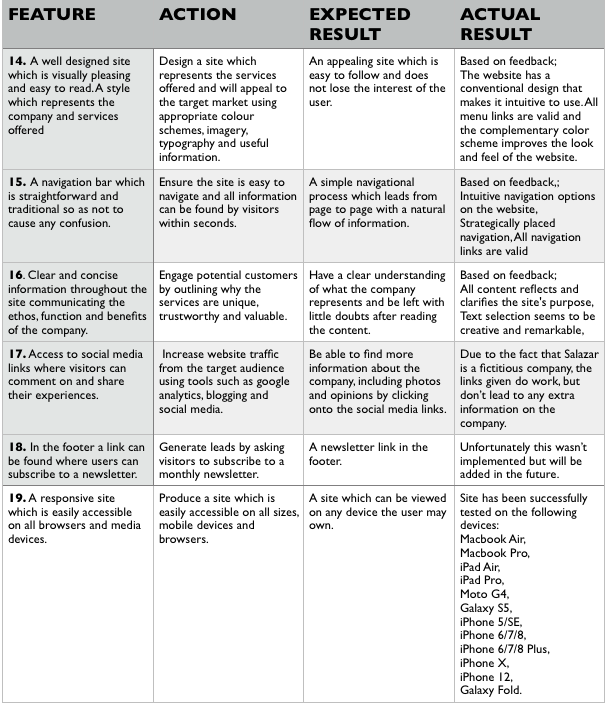 FEATURE
ACTION
EXPECTED
RESULT
ACTUAL
RESULT
14. A well designed site
which is visually pleasing
and easy to read. A style
which represents the
company and services
offered
Design a site which
represents the services
offered and will appeal to
the target market using
appropriate colour
schemes, imagery,
typography and useful
information.
An appealing site which is
easy to follow and does
not lose the interest of the
user.
Based on feedback;
The website has a
conventional design that
makes it intuitive to use. All
menu links are valid and
the complementary color
scheme improves the look
and feel of the website.
15. A navigation bar which
is straightforward and
traditional so as not to
cause any confusion.
Ensure the site is easy to
navigate and all information
can be found by visitors
within seconds.
A simple navigational
process which leads from
page to page with a natural
flow of information.
Based on feedback,;
Intuitive navigation options
on the website,
Strategically placed
navigation, All navigation
links are valid
16. Clear and concise
information throughout the
site communicating the
ethos, function and benefits
of the company.
Engage potential customers
by outlining why the
services are unique,
trustworthy and valuable.
Have a clear understanding
of what the company
represents and be left with
little doubts after reading
the content.
Based on feedback;
All content reflects and
clarifies the site's purpose,
Text selection seems to be
creative and remarkable,
17. Access to social media
links where visitors can
comment on and share
their experiences.
Increase website traffic
from the target audience
using tools such as google
analytics, blogging and
social media.
Be able to find more
information about the
company, including photos
and opinions by clicking
onto the social media links.
Due to the fact that Salazar
is a fictitious company, the
links given do work, but
don't lead to any extra
information on the
company.
18. In the footer a link can
be found where users can
subscribe to a newsletter.
Generate leads by asking
visitors to subscribe to a
monthly newsletter.
A newsletter link in the
footer.
Unfortunately this wasn't
implemented but will be
added in the future.
19. A responsive site
which is easily accessible
on all browsers and media
devices.
Produce a site which is
easily accessible on all sizes,
mobile devices and
browsers.
A site which can be viewed
on any device the user may
own.
Site has been successfully
tested on the following
devices:
Macbook Air,
Macbook Pro,
iPad Air,
iPad Pro,
Moto G4,
Galaxy S5,
iPhone 5/SE,
iPhone 6/7/8,
iPhone 6/7/8 Plus,
iPhone X,
iPhone 12,
Galaxy Fold.